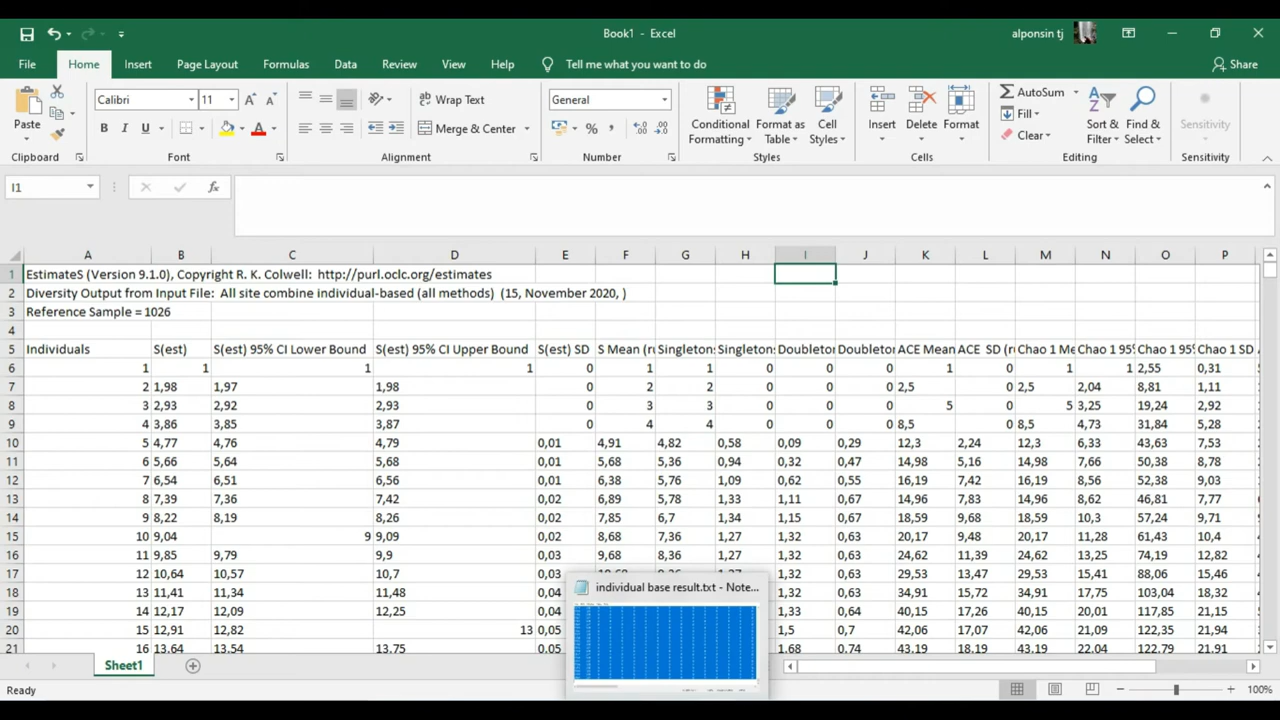 Book1 - Excel
alponsin tj
File Home Insert Page Layout Formulas Data Review View Help Tell me what you want to do Share
Paste
Calibri 11
B I U
Wrap Text
Merge & Center
General
% ,
Conditional Formatting
Format as Table
Cell Styles
Insert Delete Format
AutoSum
Fill
Clear
Sort & Filter
Find & Select
Sensitivity
Clipboard Font Alignment Number Styles Cells Editing Sensitivity
I1 fx
A B C D E F G H I J K L M N O P
1 EstimateS (Version 9.1.0), Copyright R. K. Colwell: http://purl.oclc.org/estimates
2 Diversity Output from Input File: All site combine individual-based (all methods) (15, November 2020, )
3 Reference Sample = 1026
4
5 Individuals S(est) S(est) 95% CI Lower Bound S(est) 95% CI Upper Bound S(est) SD S Mean (ru Singletons Singletons Doubleton Doubleton ACE Mean ACE SD (ru Chao 1 Me Chao 1 95% Chao 1 95% Chao 1 SD
6 1 1 1 1 0 1 1 0 0 0 1 0 1 1 2,55 0,31
7 2 1,98 1,97 1,98 0 2 2 0 0 0 2,5 0 2,5 2,04 8,81 1,11
8 3 2,93 2,92 2,93 0 3 3 0 0 0 5 0 5 3,25 19,24 2,92
9 4 3,86 3,85 3,87 0 4 4 0 0 0 8,5 0 8,5 4,73 31,84 5,28
10 5 4,77 4,76 4,79 0,01 4,91 4,82 0,58 0,09 0,29 12,3 2,24 12,3 6,33 43,63 7,53
11 6 5,66 5,64 5,68 0,01 5,68 5,36 0,94 0,32 0,47 14,98 5,16 14,98 7,66 50,38 8,78
12 7 6,54 6,51 6,56 0,01 6,38 5,76 1,09 0,62 0,55 16,19 7,42 16,19 8,56 52,38 9,03
13 8 7,39 7,36 7,42 0,02 6,89 5,78 1,33 1,11 0,67 14,96 7,83 14,96 8,62 46,81 7,77
14 9 8,22 8,19 8,26 0,02 7,85 6,7 1,34 1,15 0,67 18,59 9,68 18,59 10,3 57,24 9,71
15 10 9,04 9 9,09 0,02 8,68 7,36 1,27 1,32 0,63 20,17 9,48 20,17 11,28 61,43 10,4
16 11 9,85 9,79 9,9 0,03 9,68 8,36 1,27 1,32 0,63 24,62 11,39 24,62 13,25 74,19 12,82
17 12 10,64 10,57 10,7 0,03 1,32 0,63 29,53 13,47 29,53 15,41 88,06 15,46
18 13 11,41 11,34 11,48 0,04 1,32 0,63 34,91 15,72 34,91 17,75 103,04 18,32
19 14 12,17 12,09 12,25 0,04 1,33 0,64 40,15 17,26 40,15 20,01 117,85 21,15
20 15 12,91 12,82 13 0,05 1,5 0,7 42,06 17,07 42,06 21,09 122,35 21,94
21 16 13,64 13,54 13,75 0,05 1,68 0,74 43,19 18,19 43,19 22,04 122,79 21,91
individual base result.txt - Note...
Sheet1
Ready 100%